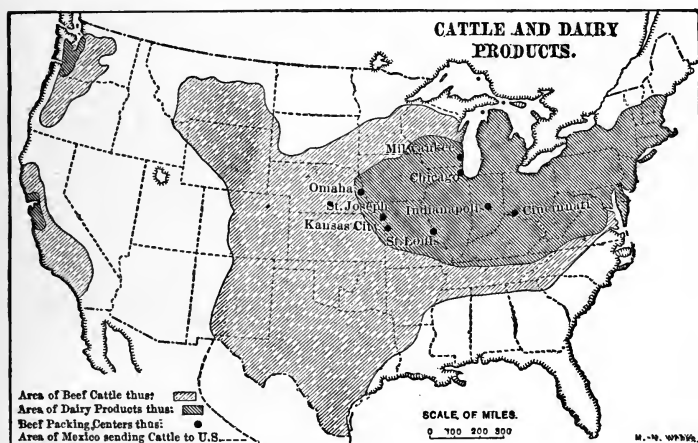 CATTLE AND DAIRY
PRODUCTS.
Milwaukee
Chicago
Omaha
St. Joseph
Indianapolis
Cincinnati
Kansas City
St. Louis
Area of Beef Cattle thus:
Area of Dairy Products thus:
Beef Packing Centers thus:
Area of Mexico sending Cattle to U.S.
SCALE OF MILES.
0 100 200 300